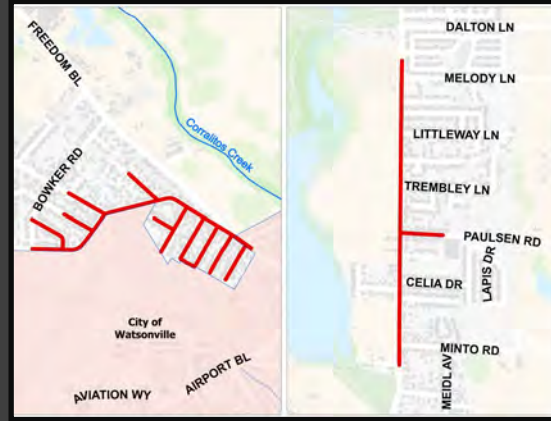 FREEDOM BL
Corralitos Creek
BOWKER RD
City of
Watsonville
AIRPORT BL
AVIATION WY
DALTON LN
MELODY LN
LITTLEWAY LN
TREMBLEY LN
PAULSEN RD
LAPIS DR
CELIA DR
MINTO RD
MEIDL AV